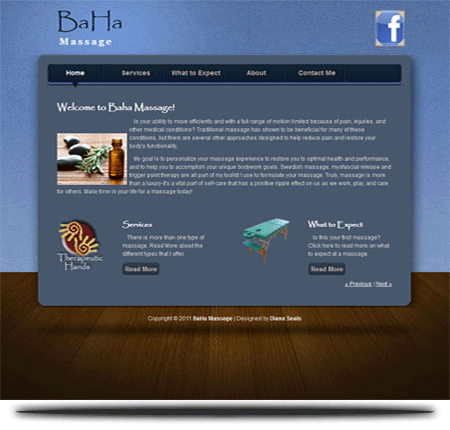 BaHa
Massage
f
Home Services What to Expect About Contact Me
Welcome to Baha Massage!
Is your ability to move efficiently and with a full range of motion limited because of pain, injuries, and
other medical conditions? Traditional massage has shown to be beneficial for many of these
conditions, but there are several other approaches designed to help reduce pain and restore your
body's functionality.
My goal is to personalize your massage experience to restore you to optimal health and performance,
and to help you to accomplish your unique bodywork goals. Swedish massage, myofascial release and
trigger point therapy are all part of my toolkit I use to formulate your massage. Truly, massage is more
than a luxury-it's a vital part of self-care that has a positive ripple effect on us as we work, play, and care
for others. Make time in your life for a massage today!
Therapeutic
Hands
Services
There is more than one type of
massage. Read More about the
different types that I offer.
Read More
What to Expect
Is this your first massage?
Click here to read more on what
to expect at a massage.
Read More
« Previous | Next »
Copyright © 2011 BaHa Massage | Designed by Diana Seals